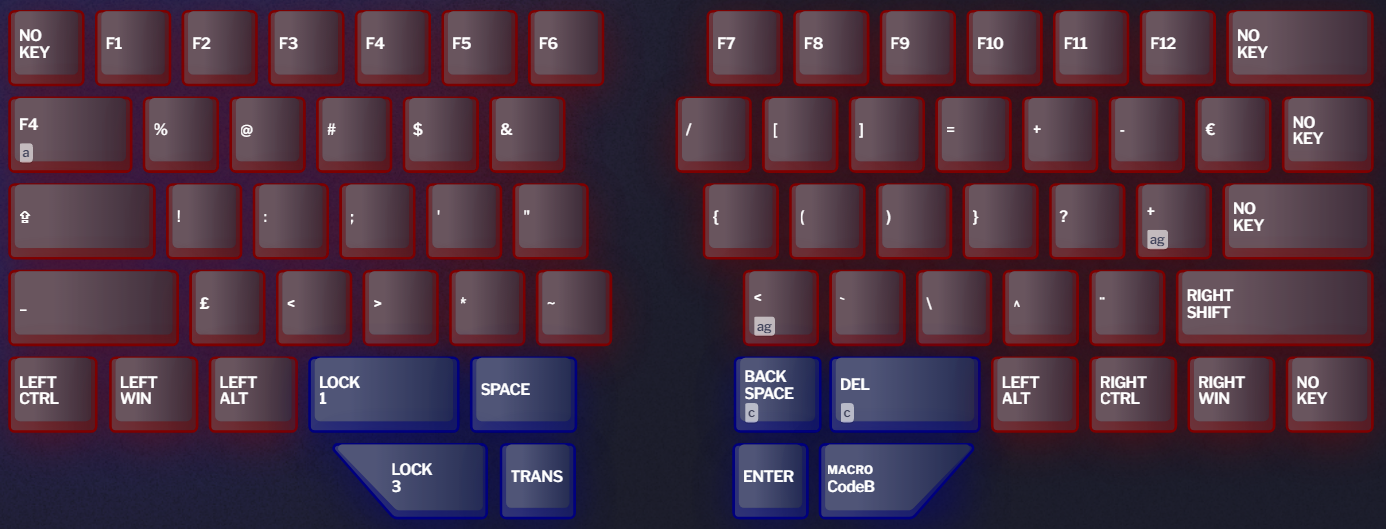 NO KEY F1 F2 F3 F4 F5 F6 F7 F8 F9 F10 F11 F12 NO KEY
F4 a % @ # $ & / [ ] = + - € NO KEY
⇪ ! : ; ' " { ( ) } ? + ag NO KEY
_ £ < > * ~ < ag ` \ ^ ¨ RIGHT SHIFT
LEFT CTRL LEFT WIN LEFT ALT LOCK 1 SPACE BACK SPACE c DEL c LEFT ALT RIGHT CTRL RIGHT WIN NO KEY
LOCK 3 TRANS ENTER MACRO CodeB